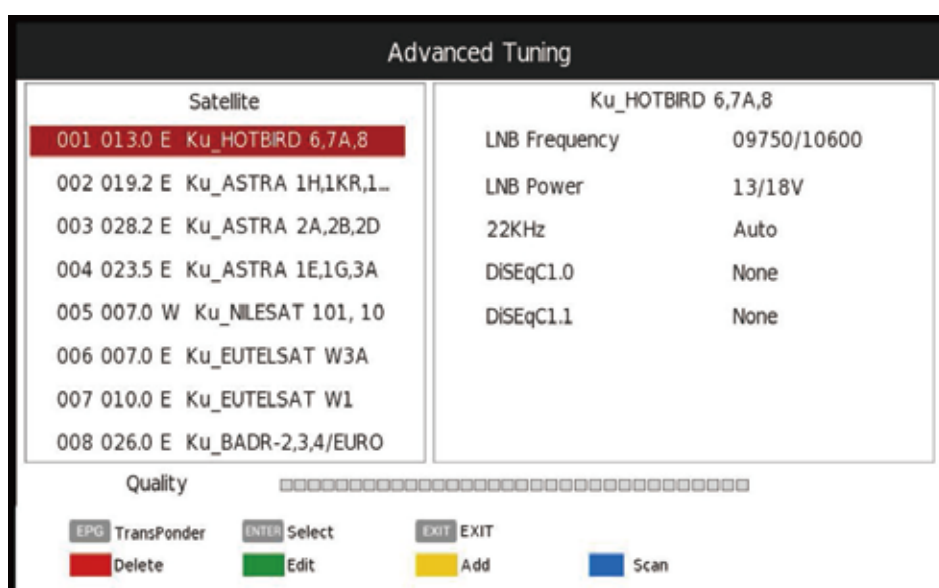 Advanced Tuning
Satellite
001 013.0 E Ku_HOTBIRD 6,7A,8
002 019.2 E Ku_ASTRA 1H,1KR,1...
003 028.2 E Ku_ASTRA 2A,2B,2D
004 023.5 E Ku_ASTRA 1E,1G,3A
005 007.0 W Ku_NILESAT 101, 10
006 007.0 E Ku_EUTELSAT W3A
007 010.0 E Ku_EUTELSAT W1
008 026.0 E Ku_BADR-2,3,4/EURO
Ku_HOTBIRD 6,7A,8
LNB Frequency 09750/10600
LNB Power 13/18V
22KHz Auto
DiSEqC1.0 None
DiSEqC1.1 None
Quality
EPG TransPonder ENTER Select EXIT EXIT
Delete Edit Add Scan